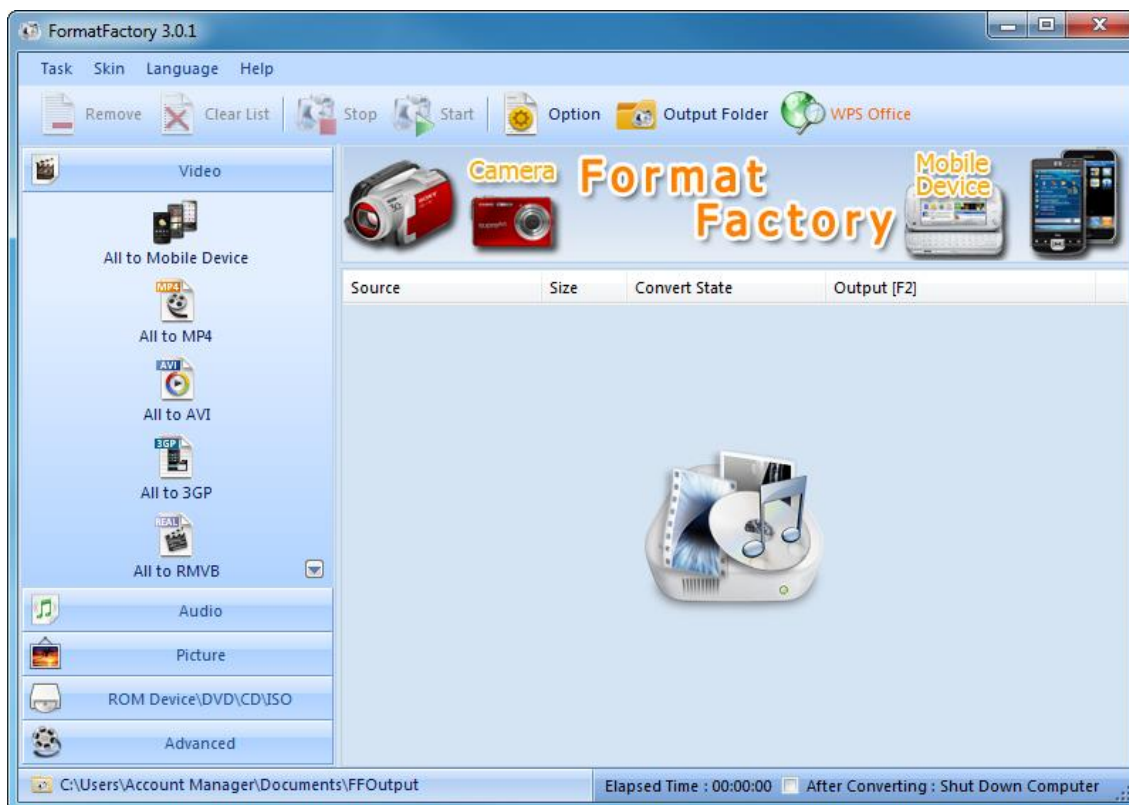 FormatFactory 3.0.1
Task Skin Language Help
Remove Clear List Stop Start Option Output Folder WPS Office
Video
All to Mobile Device
MP4
All to MP4
AVI
All to AVI
3GP
All to 3GP
REAL
All to RMVB
Audio
Picture
ROM Device\DVD\CD\ISO
Advanced
Camera
Format
Factory
Mobile
Device
SONY
Source Size Convert State Output [F2]
C:\Users\Account Manager\Documents\FFOutput
Elapsed Time : 00:00:00 After Converting : Shut Down Computer